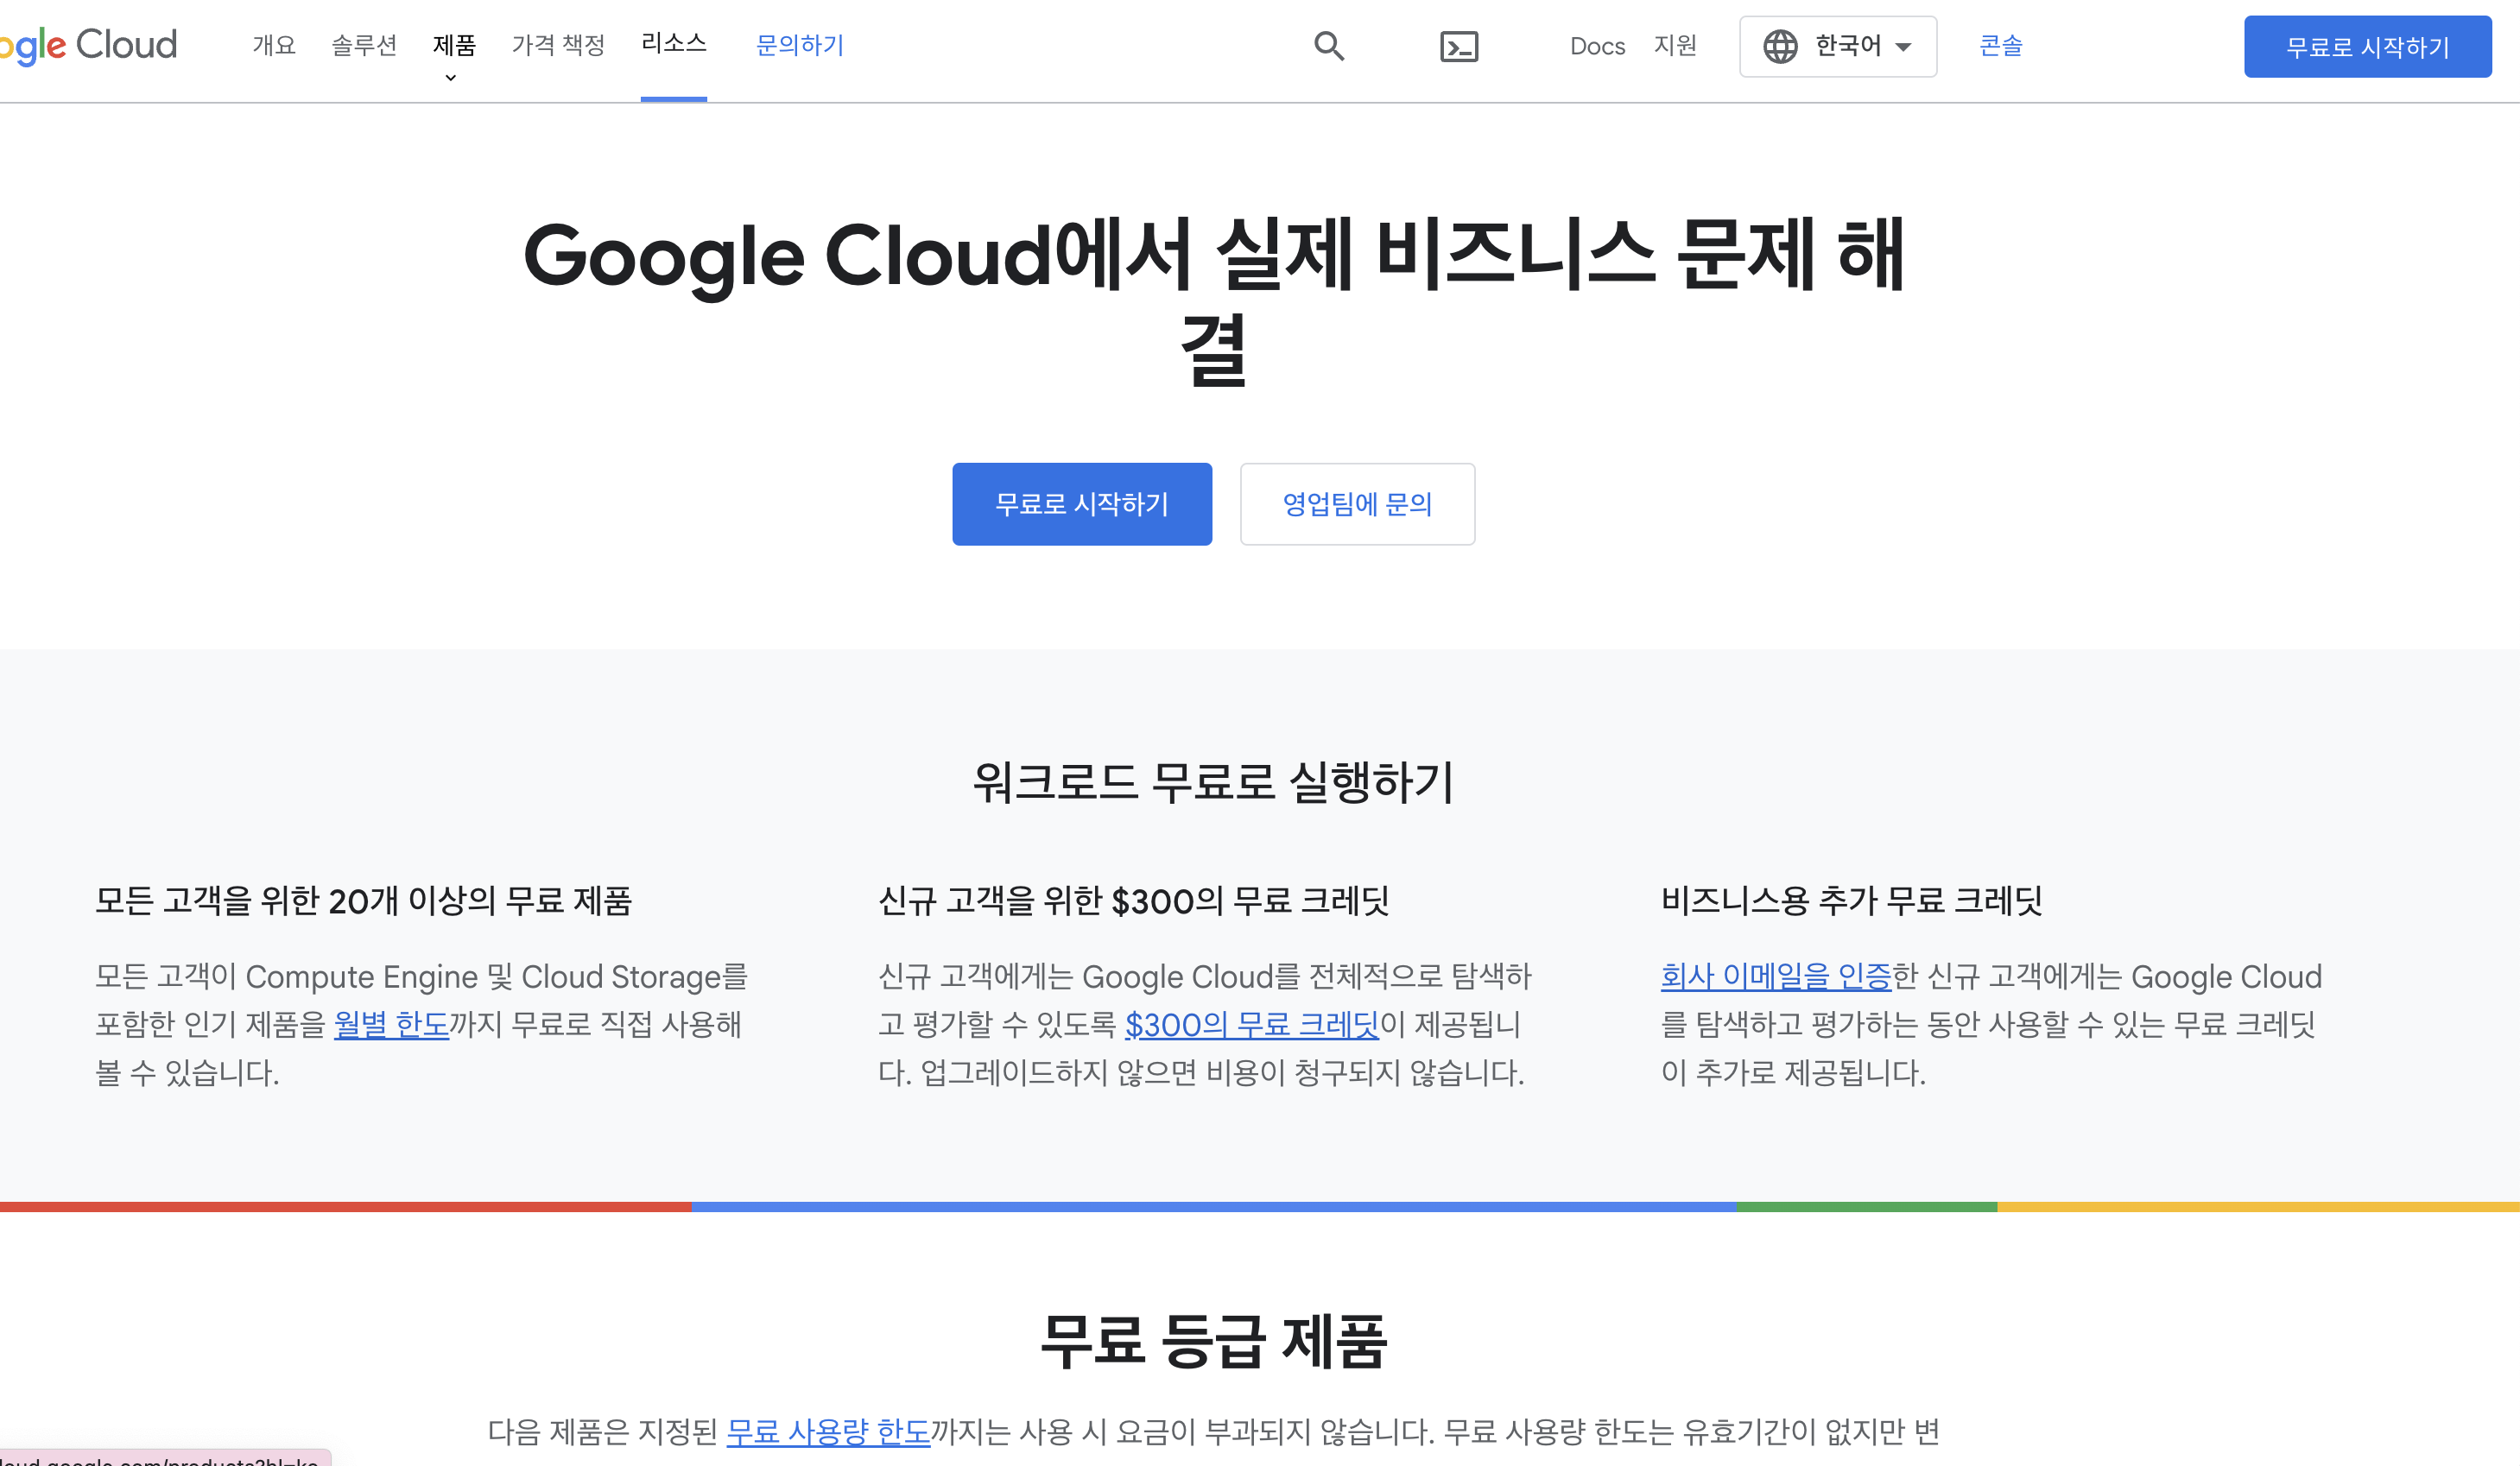 ogle Cloud
개요 솔루션 제품 가격 책정 리소스 문의하기
Docs 지원 한국어 콘솔 무료로 시작하기
Google Cloud에서 실제 비즈니스 문제 해
결
무료로 시작하기 영업팀에 문의
워크로드 무료로 실행하기
모든 고객을 위한 20개 이상의 무료 제품
모든 고객이 Compute Engine 및 Cloud Storage를
포함한 인기 제품을 월별 한도까지 무료로 직접 사용해
볼 수 있습니다.
신규 고객을 위한 $300의 무료 크레딧
신규 고객에게는 Google Cloud를 전체적으로 탐색하
고 평가할 수 있도록 $300의 무료 크레딧이 제공됩니
다. 업그레이드하지 않으면 비용이 청구되지 않습니다.
비즈니스용 추가 무료 크레딧
회사 이메일을 인증한 신규 고객에게는 Google Cloud
를 탐색하고 평가하는 동안 사용할 수 있는 무료 크레딧
이 추가로 제공됩니다.
무료 등급 제품
다음 제품은 지정된 무료 사용량 한도까지는 사용 시 요금이 부과되지 않습니다. 무료 사용량 한도는 유효기간이 없지만 변
loud.google.com/products?hl=ko